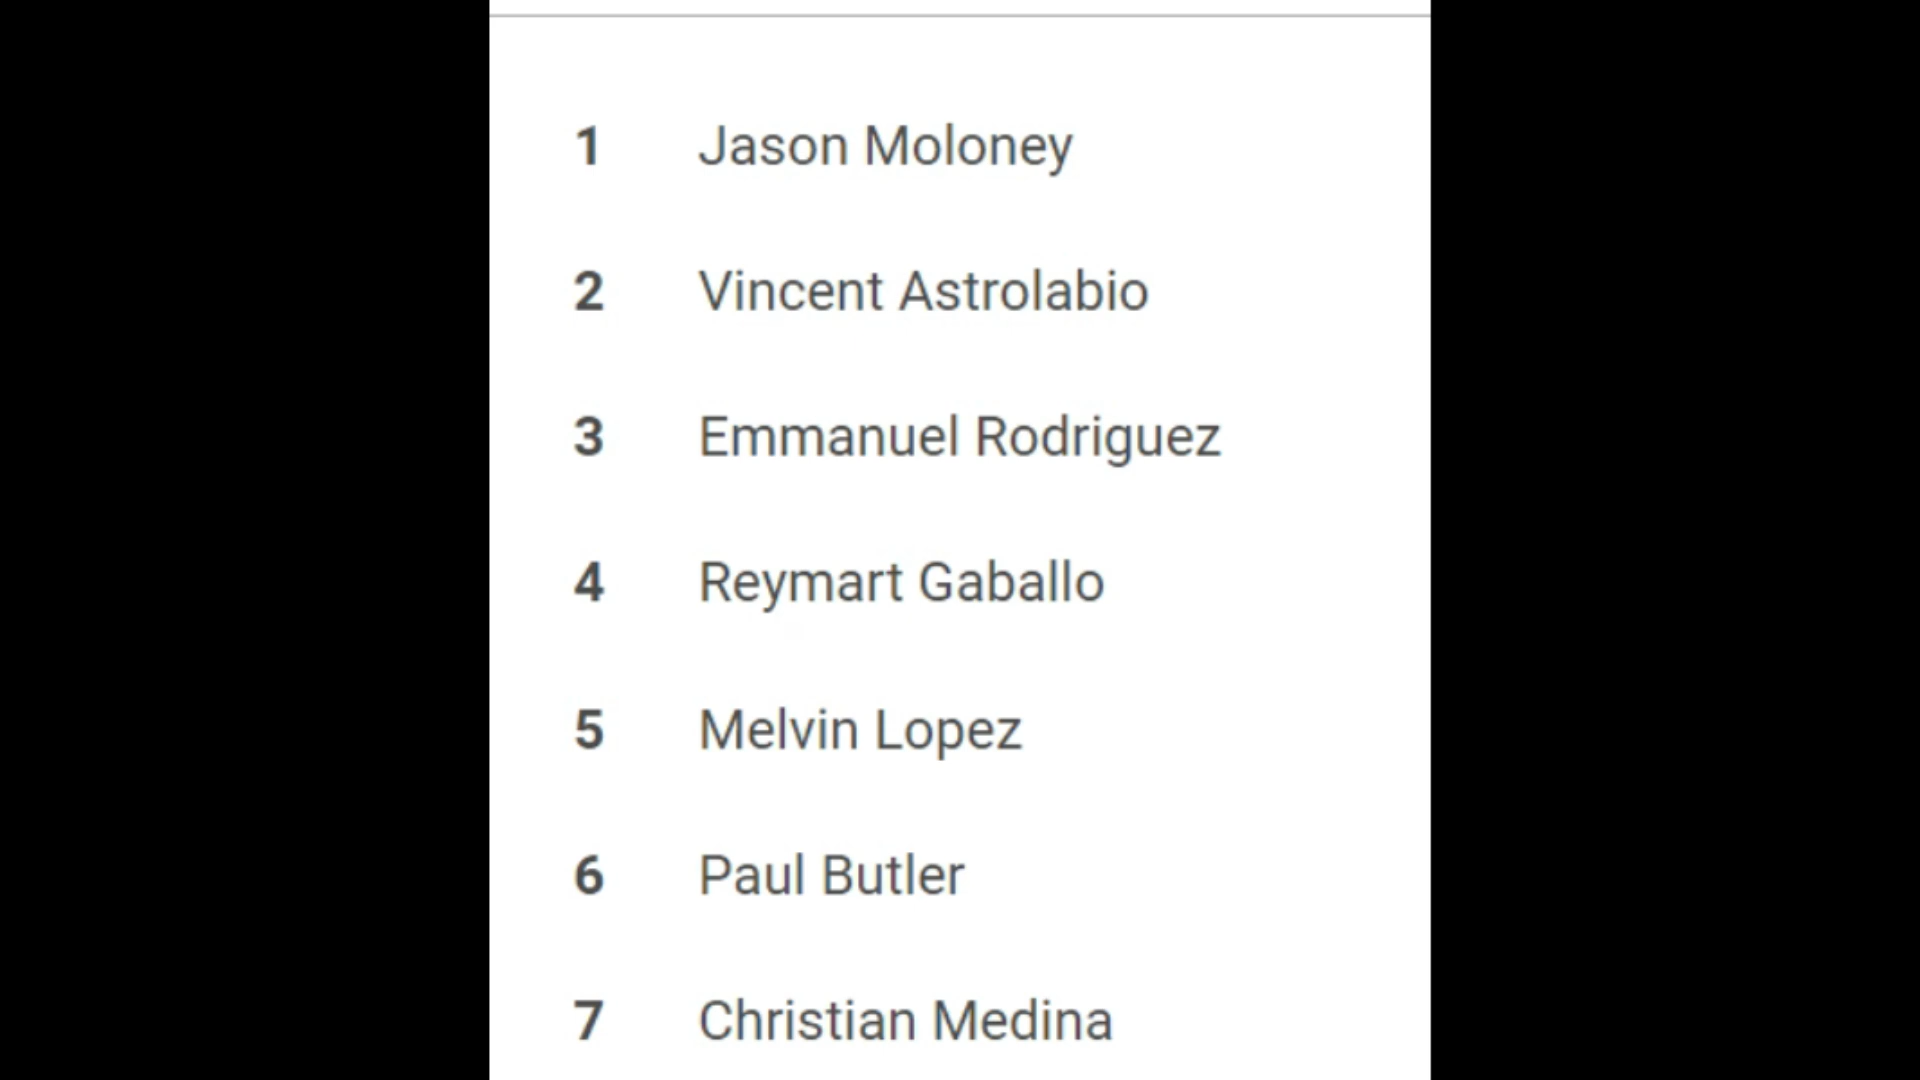 1 Jason Moloney
2 Vincent Astrolabio
3 Emmanuel Rodriguez
4 Reymart Gaballo
5 Melvin Lopez
6 Paul Butler
7 Christian Medina